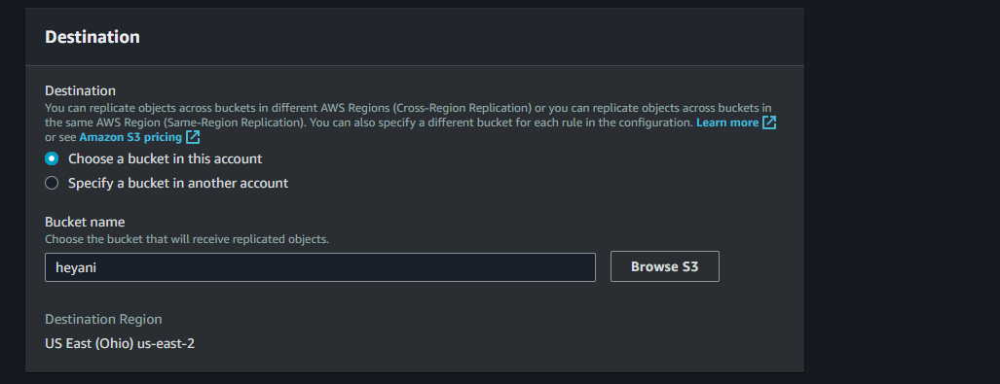 Destination
Destination
You can replicate objects across buckets in different AWS Regions (Cross-Region Replication) or you can replicate objects across buckets in
the same AWS Region (Same-Region Replication). You can also specify a different bucket for each rule in the configuration. Learn more
or see Amazon S3 pricing
Choose a bucket in this account
Specify a bucket in another account
Bucket name
Choose the bucket that will receive replicated objects.
heyani
Browse S3
Destination Region
US East (Ohio) us-east-2